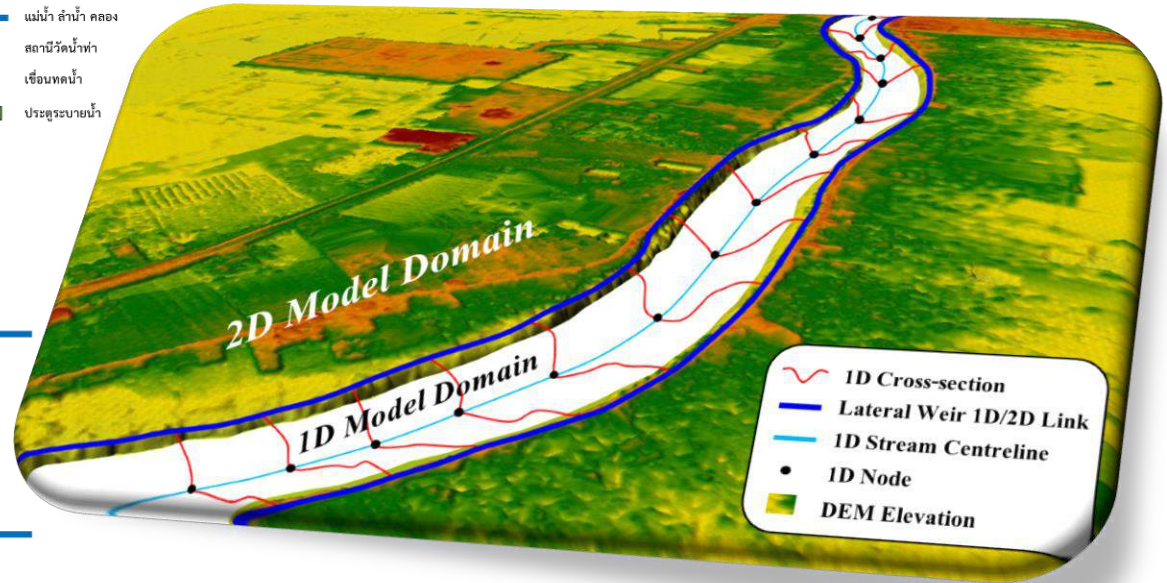 แม่น้ำ ลำน้ำ คลอง
สถานีวัดน้ำท่า
เขื่อนทดน้ำ
ประตูระบายน้ำ
2D Model Domain
1D Model Domain
1D Cross-section
Lateral Weir 1D/2D Link
1D Stream Centreline
1D Node
DEM Elevation